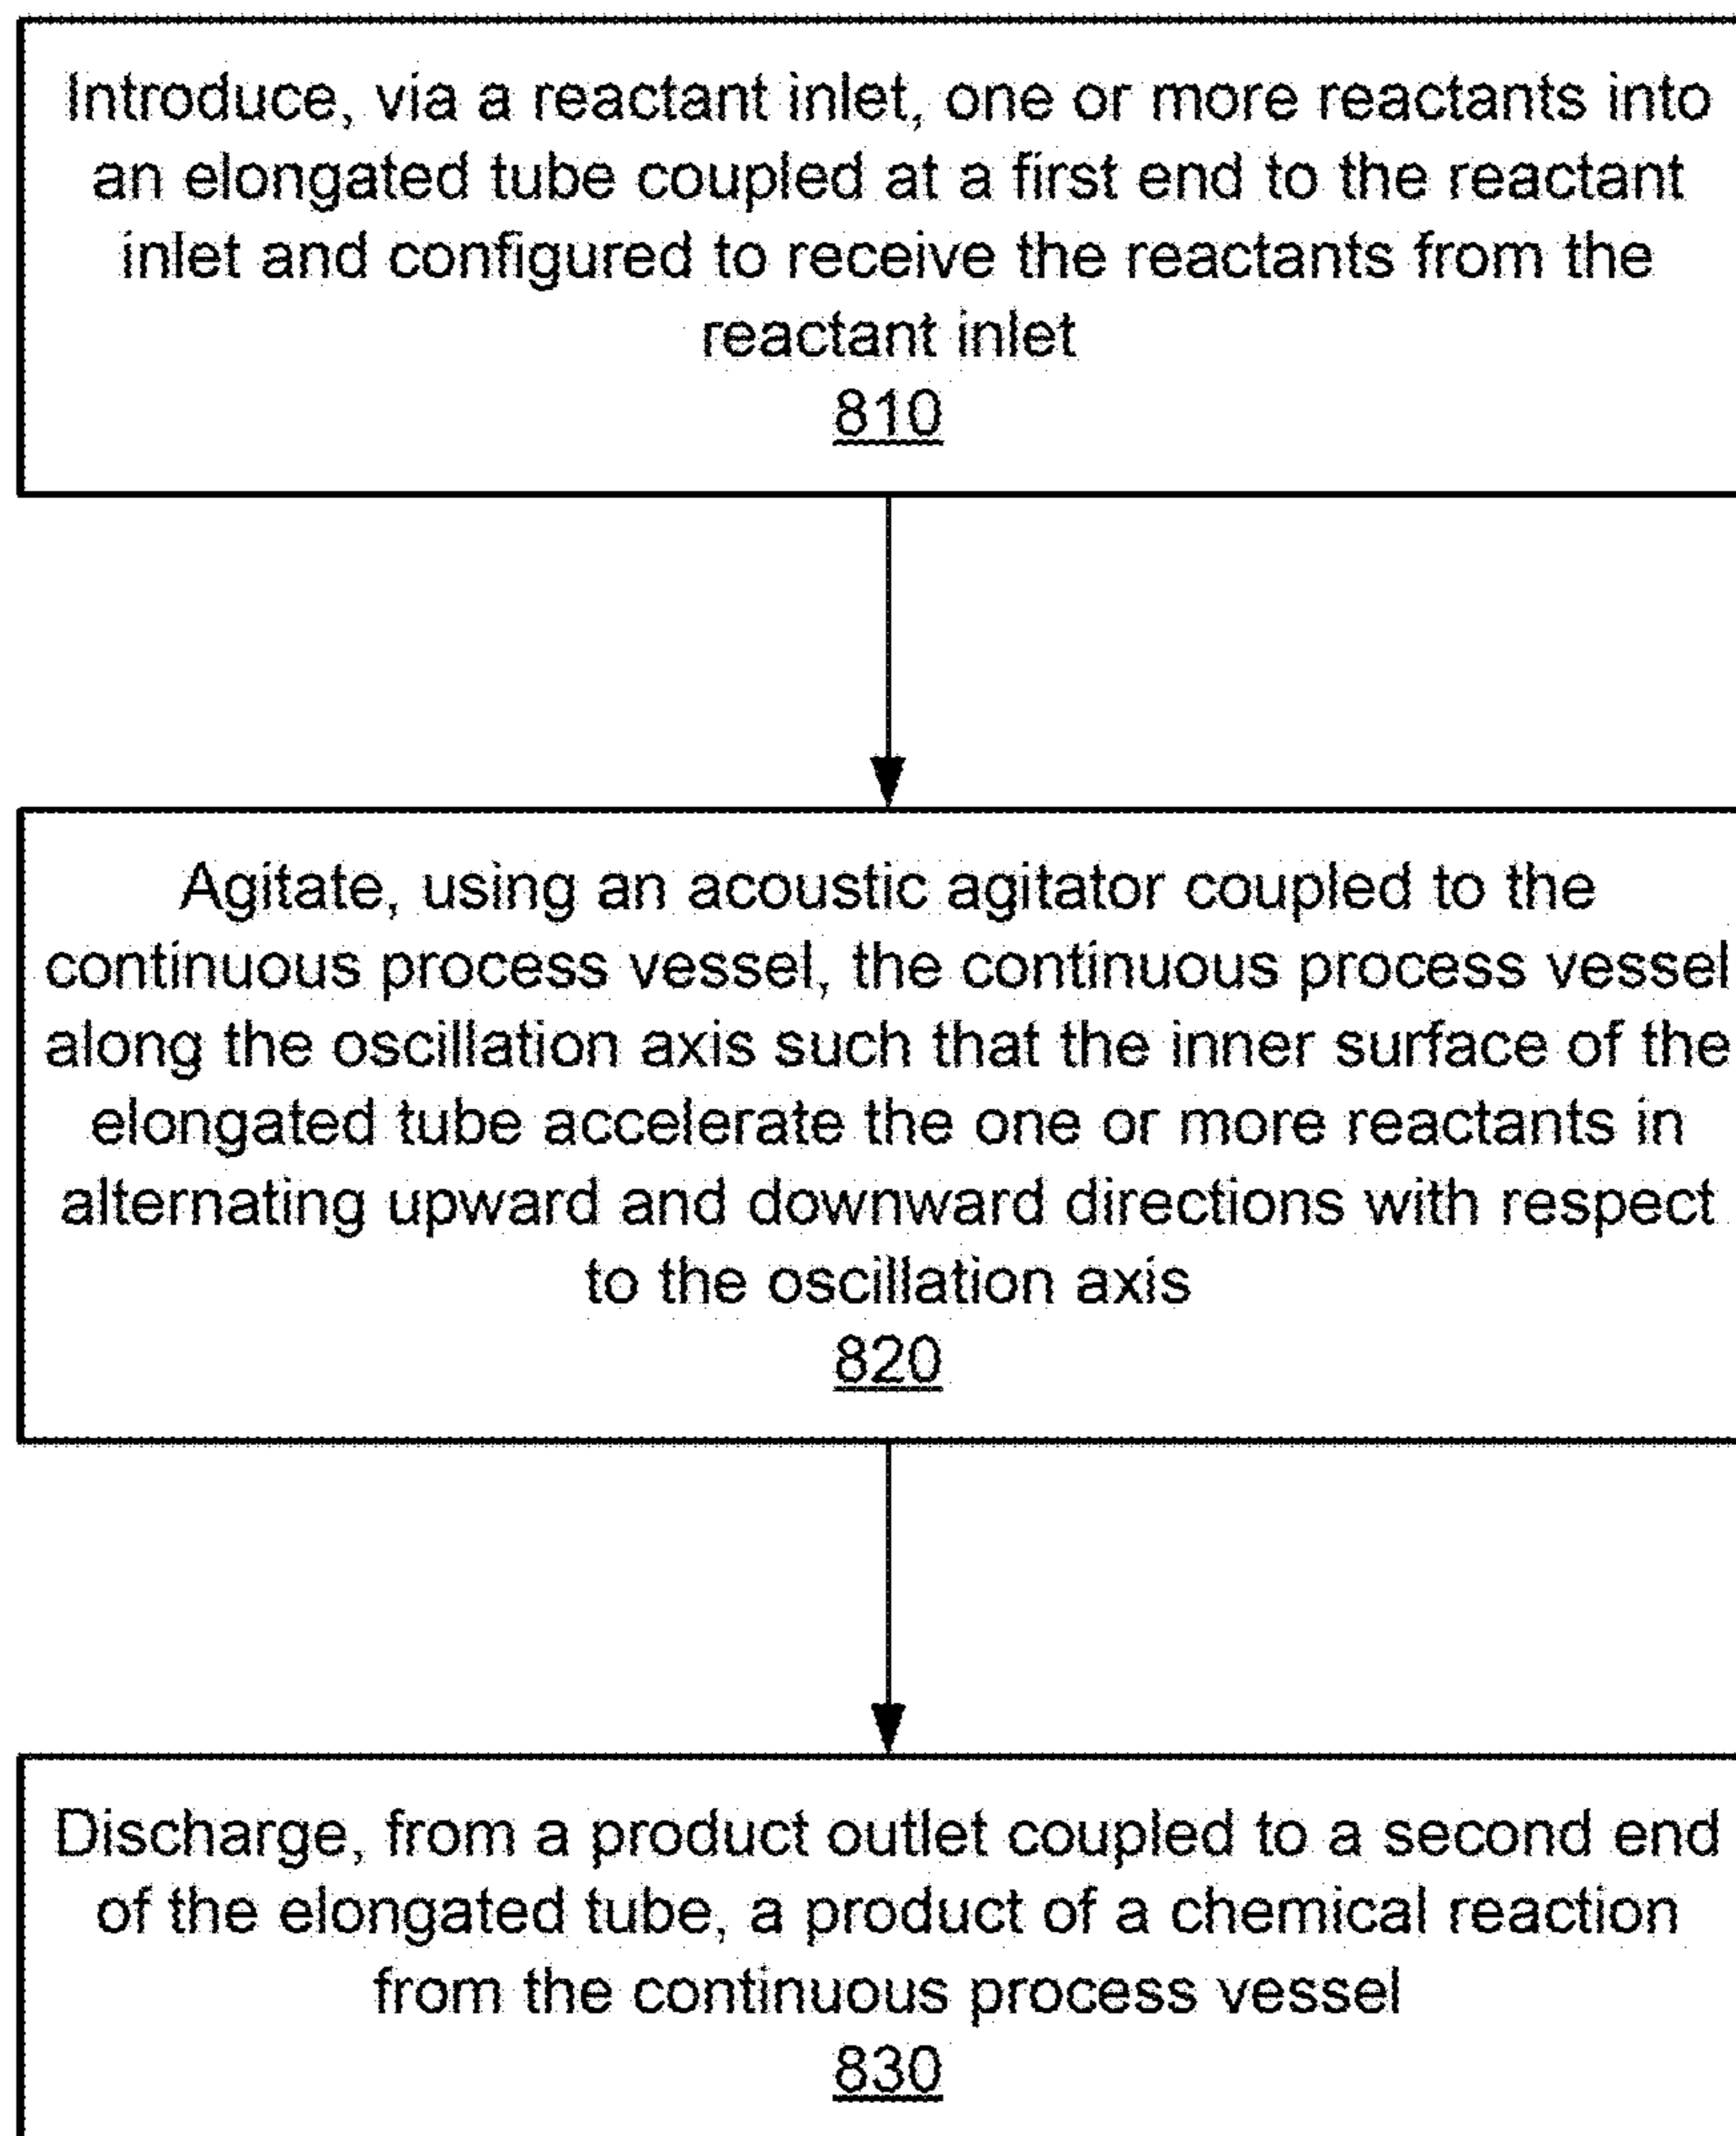 Introduce, via a reactant inlet, one or more reactants into
an elongated tube coupled at a first end to the reactant
inlet and configured to receive the reactants from the
reactant inlet
810
Agitate, using an acoustic agitator coupled to the
continuous process vessel, the continuous process vessel
along the oscillation axis such that the inner surface of the
elongated tube accelerate the one or more reactants in
alternating upward and downward directions with respect
to the oscillation axis
820
Discharge, from a product outlet coupled to a second end
of the elongated tube, a product of a chemical reaction
from the continuous process vessel
830